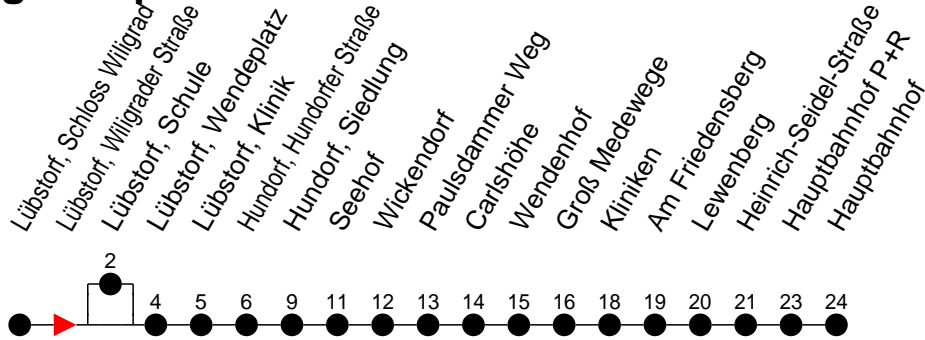 Lübstorf, Schloss Wiligrad
Lübstorf, Wiligrader Straße
Lübstorf, Schule
Lübstorf, Wendeplatz
Lübstorf, Klinik
Hundorf, Hundorfer Straße
Hundorf, Siedlung
Seehof
Wickendorf
Paulsdammer Weg
Carlshöhe
Wendenhof
Groß Medewege
Kliniken
Am Friedensberg
Lewenberg
Heinrich-Seidel-Straße
Hauptbahnhof P+R
Hauptbahnhof
2
4 5 6 9 11 12 13 14 15 16 18 19 20 21 23 24